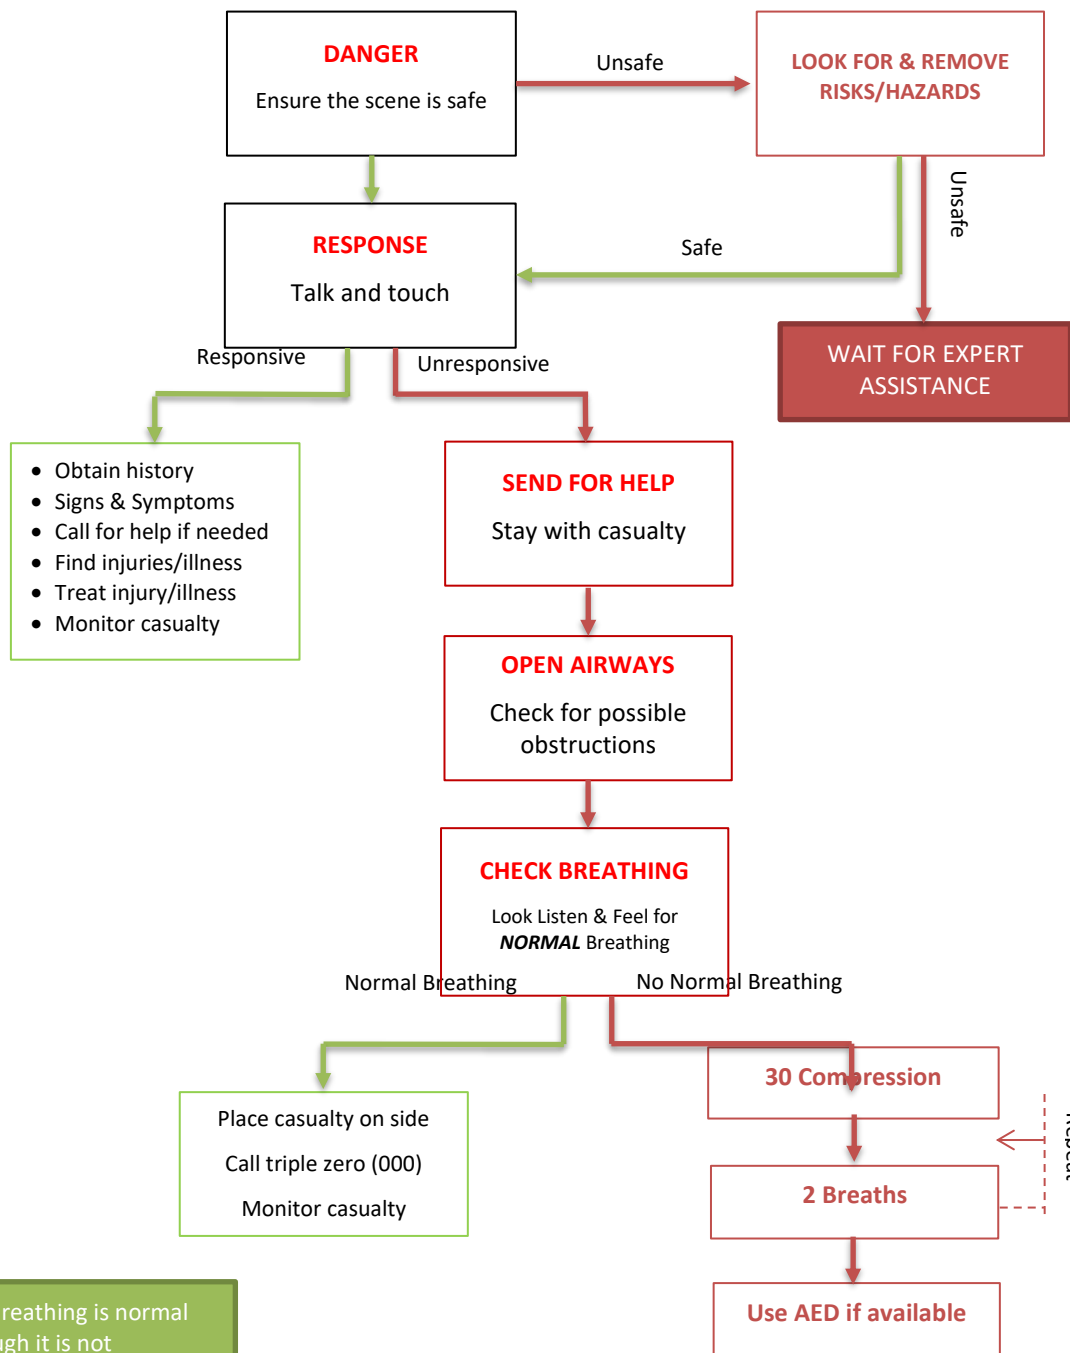 DANGER
Ensure the scene is safe
Unsafe
LOOK FOR & REMOVE
RISKS/HAZARDS
Unsafe
RESPONSE
Talk and touch
Safe
WAIT FOR EXPERT
ASSISTANCE
Responsive
Unresponsive
• Obtain history
• Signs & Symptoms
• Call for help if needed
• Find injuries/illness
• Treat injury/illness
• Monitor casualty
SEND FOR HELP
Stay with casualty
OPEN AIRWAYS
Check for possible
obstructions
CHECK BREATHING
Look Listen & Feel for
NORMAL Breathing
Normal Breathing
No Normal Breathing
Place casualty on side
Call triple zero (000)
Monitor casualty
30 Compression
Repeat
2 Breaths
Use AED if available
breathing is normal
it is not